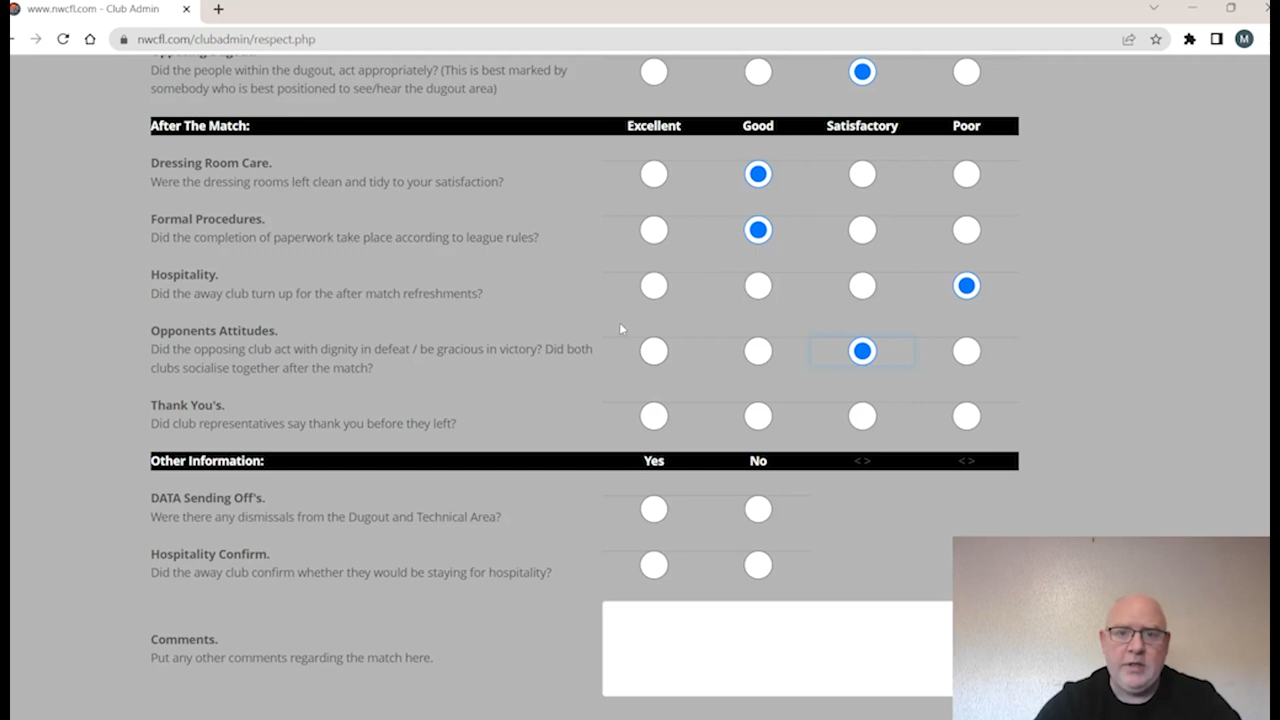 www.nwcfl.com - Club Admin
nwcfl.com/clubadmin/respect.php
M
Did the people within the dugout, act appropriately? (This is best marked by
somebody who is best positioned to see/hear the dugout area)
After The Match: Excellent Good Satisfactory Poor
Dressing Room Care.
Were the dressing rooms left clean and tidy to your satisfaction?
Formal Procedures.
Did the completion of paperwork take place according to league rules?
Hospitality.
Did the away club turn up for the after match refreshments?
Opponents Attitudes.
Did the opposing club act with dignity in defeat / be gracious in victory? Did both
clubs socialise together after the match?
Thank You's.
Did club representatives say thank you before they left?
Other Information: Yes No <> <>
DATA Sending Off's.
Were there any dismissals from the Dugout and Technical Area?
Hospitality Confirm.
Did the away club confirm whether they would be staying for hospitality?
Comments.
Put any other comments regarding the match here.